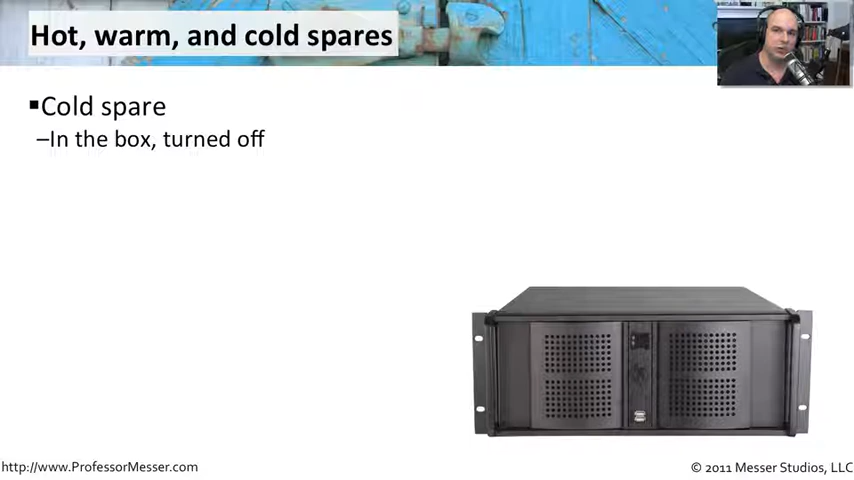 Hot, warm, and cold spares
▪Cold spare
–In the box, turned off
http://www.ProfessorMesser.com
© 2011 Messer Studios, LLC